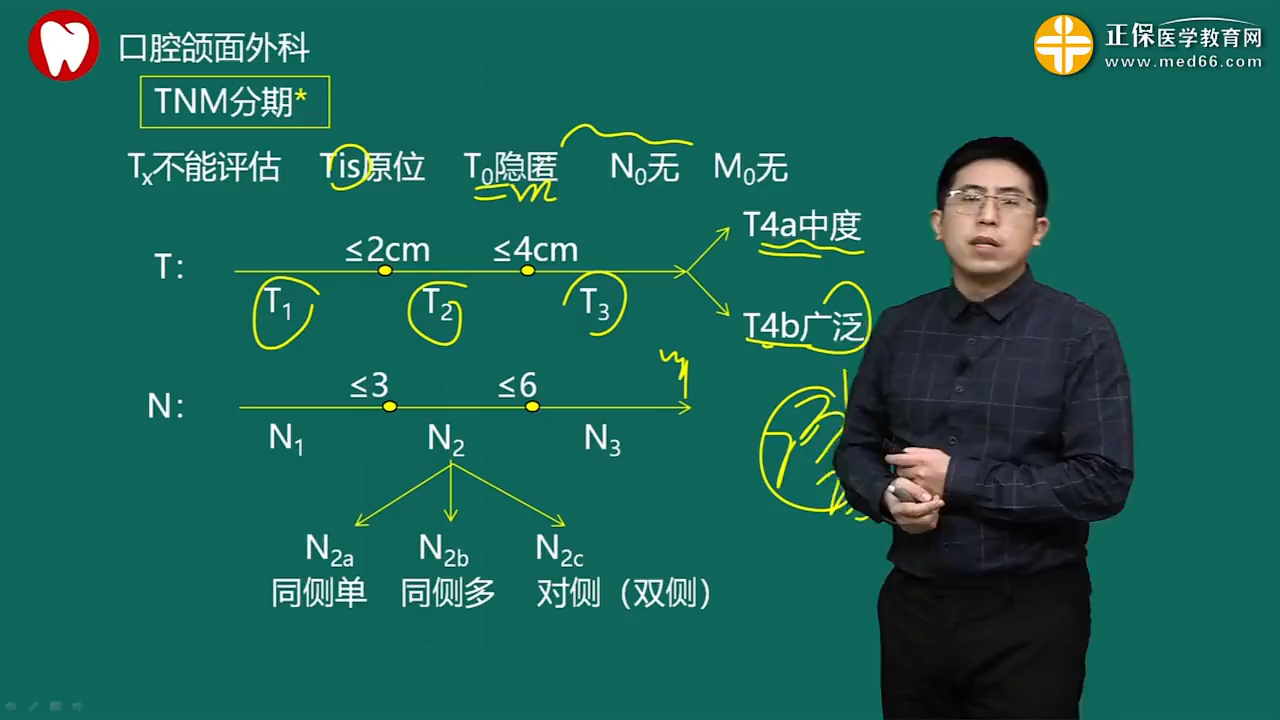 口腔颌面外科
正保医学教育网
www.med66.com
TNM分期*
Tx不能评估 Tis原位 T0隐匿 N0无 M0无
T4a中度
≤2cm ≤4cm
T:
T1 T2 T3
T4b广泛
≤3 ≤6
N:
N1 N2 N3
N2a N2b N2c
同侧单 同侧多 对侧（双侧）